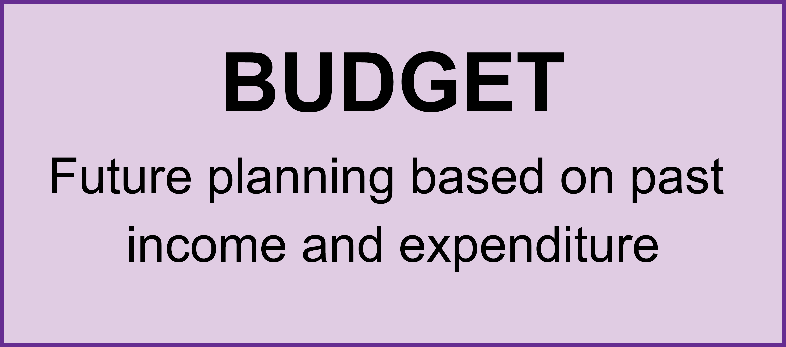 BUDGET
Future planning based on past
income and expenditure